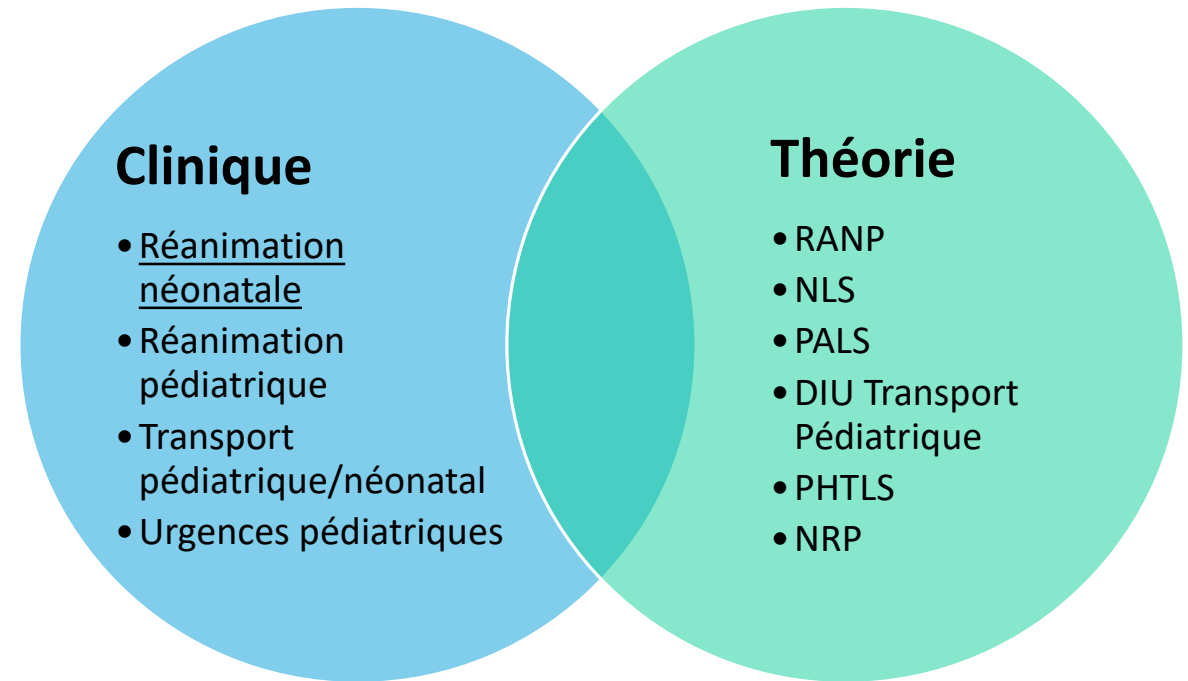 Clinique
• Réanimation
néonatale
• Réanimation
pédiatrique
• Transport
pédiatrique/néonatal
• Urgences pédiatriques
Théorie
• RANP
• NLS
• PALS
• DIU Transport
Pédiatrique
• PHTLS
• NRP